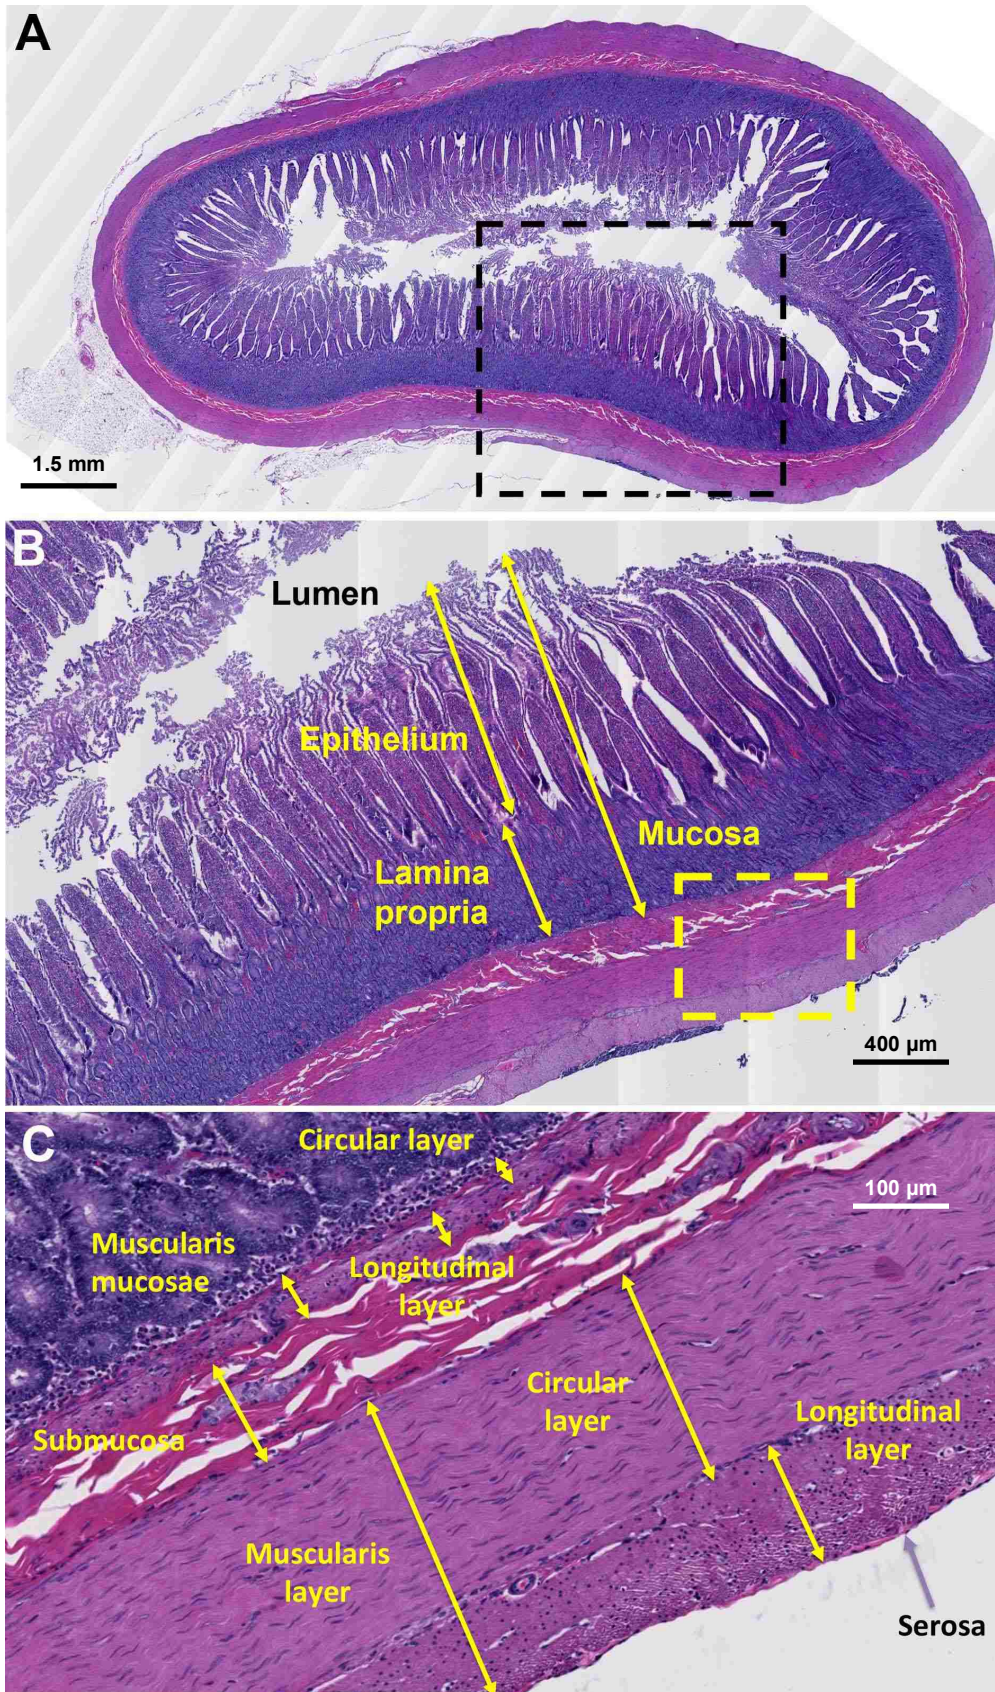 A
1.5 mm
B
Lumen
Epithelium
Mucosa
Lamina
propria
400 µm
C
Circular layer
100 µm
Muscularis
mucosae
Longitudinal
layer
Circular
layer
Longitudinal
layer
Submucosa
Muscularis
layer
Serosa